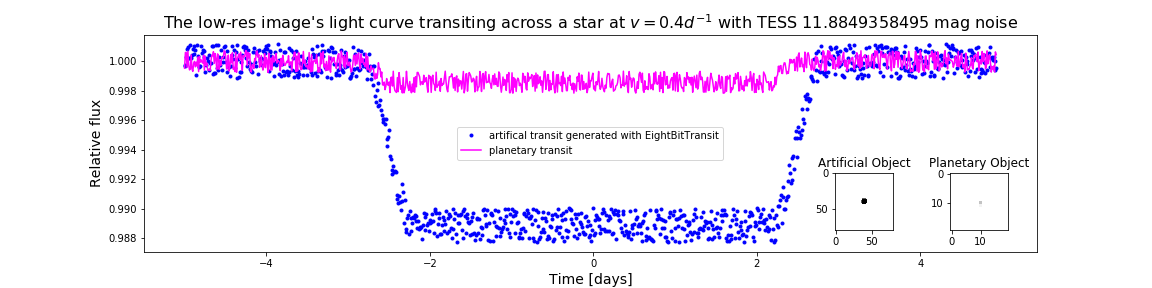 The low-res image's light curve transiting across a star at v = 0.4d⁻¹ with TESS 11.8849358495 mag noise
Relative flux
1.000
0.998
0.996
0.994
0.992
0.990
0.988
artifical transit generated with EightBitTransit
planetary transit
Artificial Object
0
50
0 50
Planetary Object
0
10
0 10
−4 −2 0 2 4
Time [days]